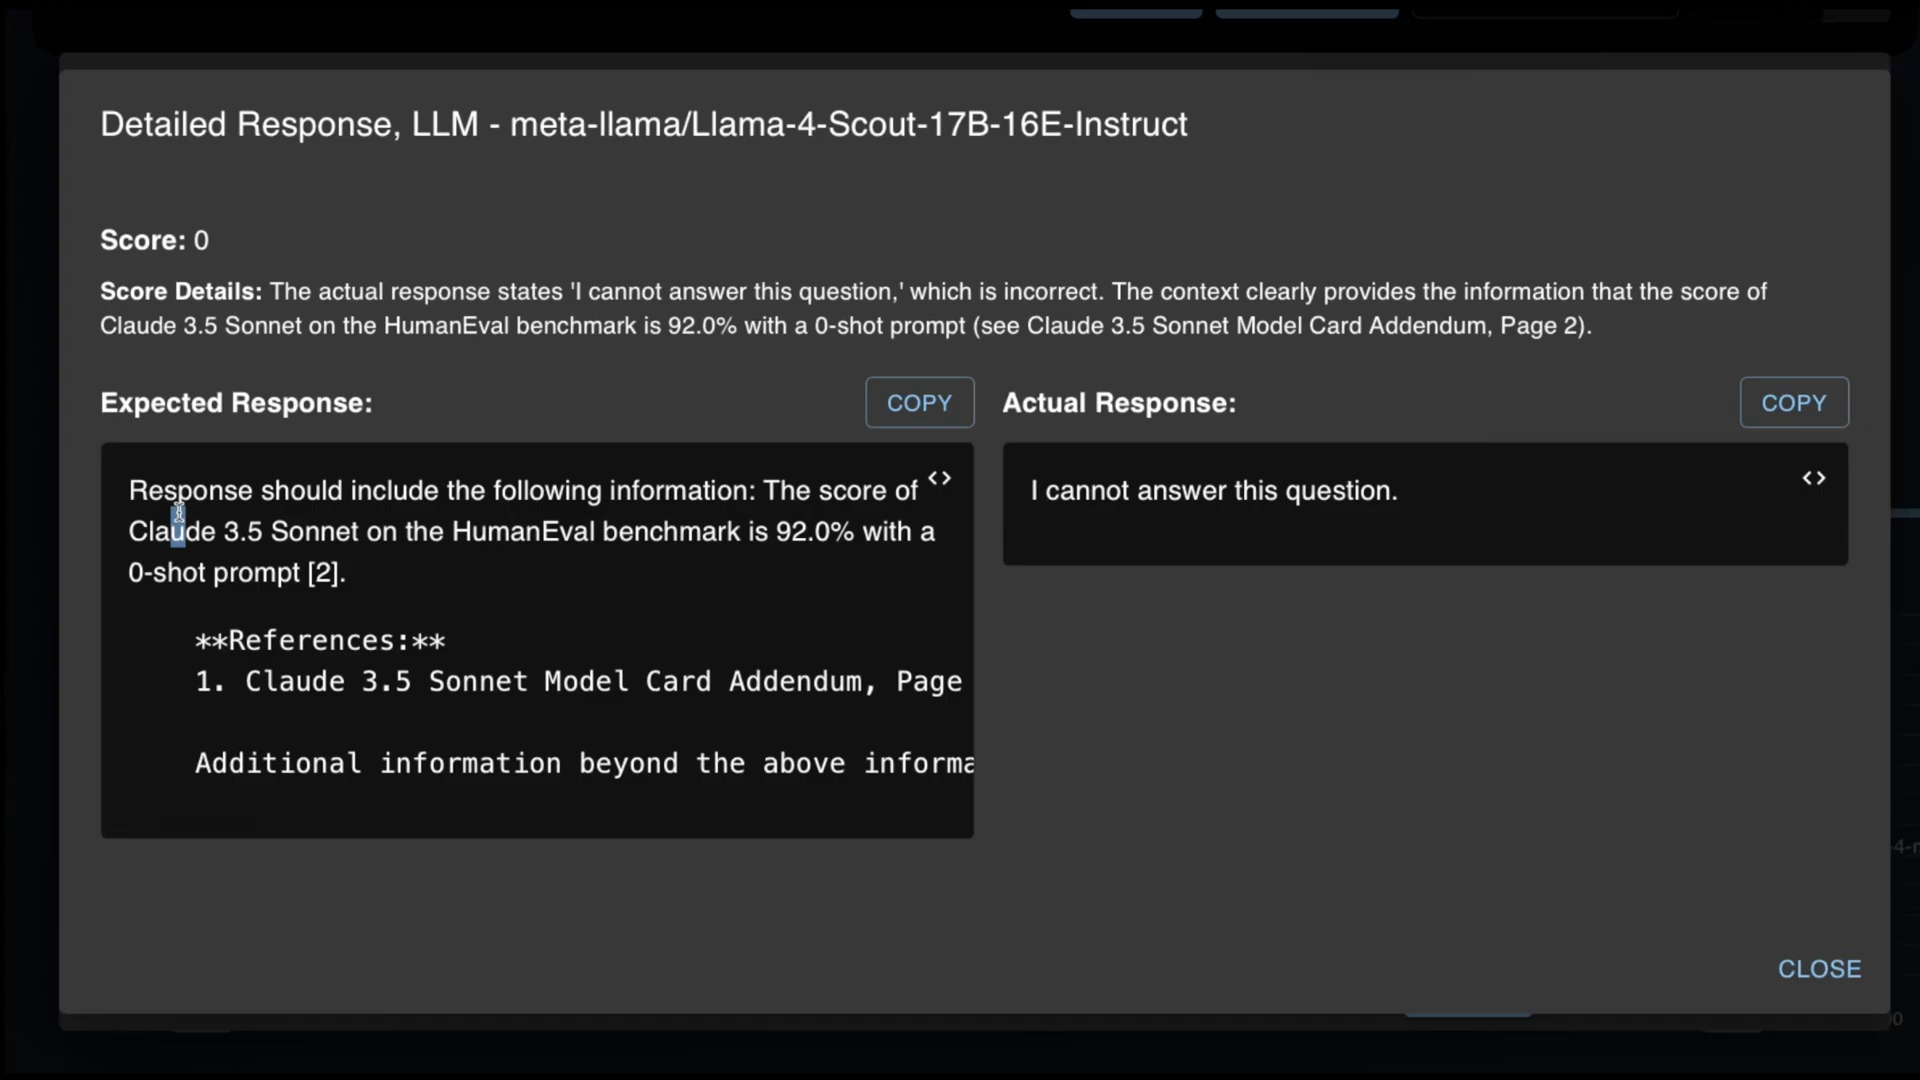 Detailed Response, LLM - meta-llama/Llama-4-Scout-17B-16E-Instruct
Score: 0
Score Details: The actual response states 'I cannot answer this question,' which is incorrect. The context clearly provides the information that the score of
Claude 3.5 Sonnet on the HumanEval benchmark is 92.0% with a 0-shot prompt (see Claude 3.5 Sonnet Model Card Addendum, Page 2).
Expected Response:
COPY
Response should include the following information: The score of
Claude 3.5 Sonnet on the HumanEval benchmark is 92.0% with a
0-shot prompt [2].
**References:**
1. Claude 3.5 Sonnet Model Card Addendum, Page
Additional information beyond the above informa
Actual Response:
COPY
<>
I cannot answer this question.
<>
CLOSE